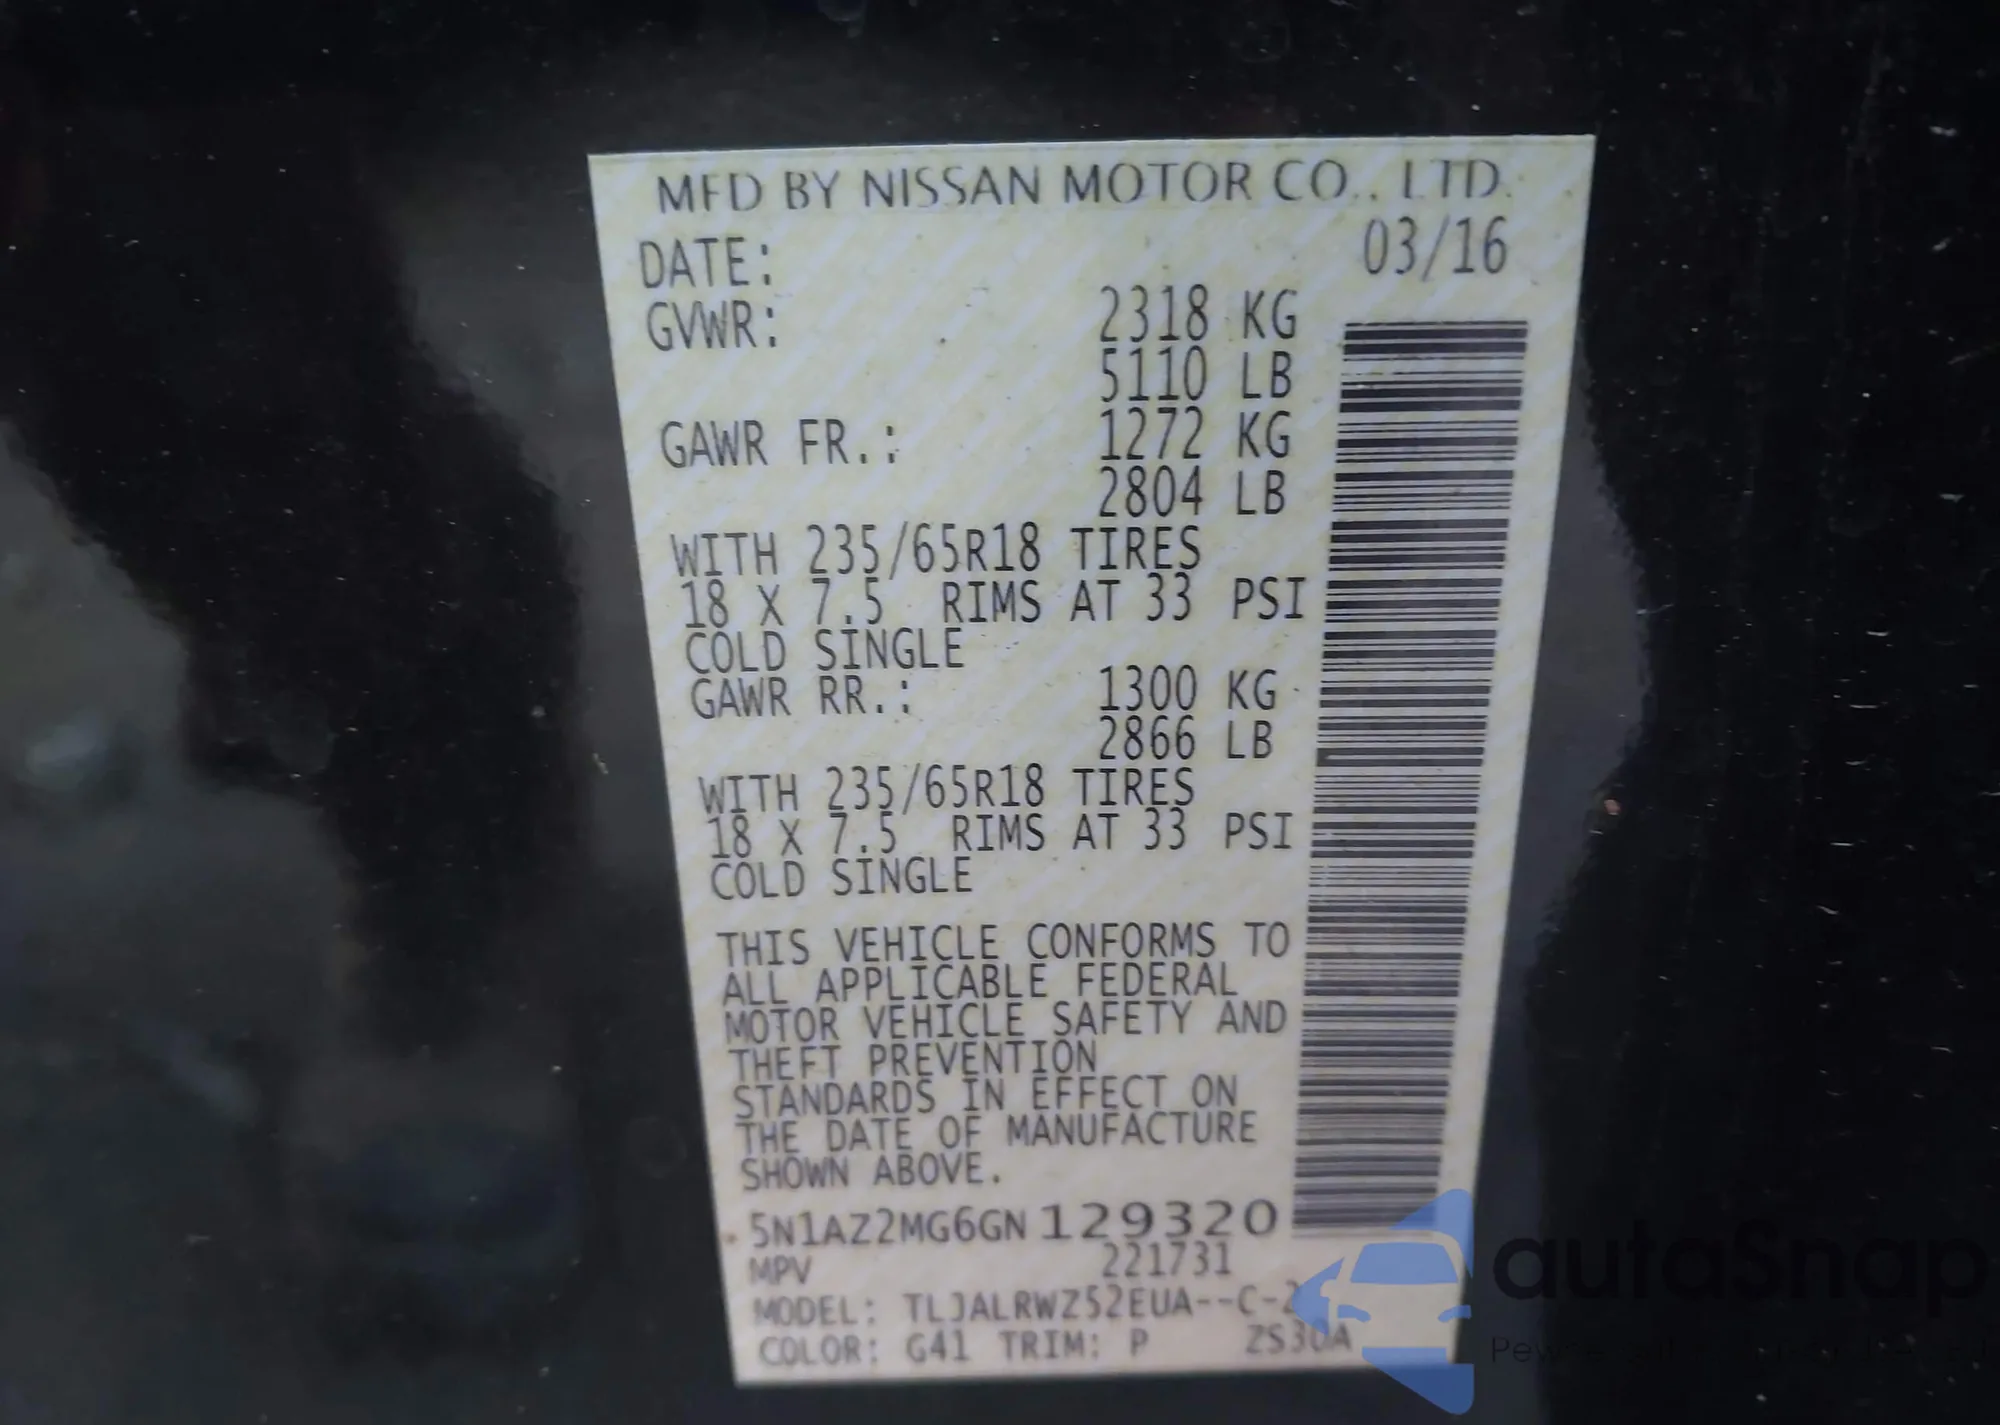 MFD BY NISSAN MOTOR CO., LTD.
DATE: 03/16
GVWR: 2318 KG
5110 LB
GAWR FR.: 1272 KG
2804 LB
WITH 235/65R18 TIRES
18 X 7.5 RIMS AT 33 PSI
COLD SINGLE
GAWR RR.: 1300 KG
2866 LB
WITH 235/65R18 TIRES
18 X 7.5 RIMS AT 33 PSI
COLD SINGLE
THIS VEHICLE CONFORMS TO
ALL APPLICABLE FEDERAL
MOTOR VEHICLE SAFETY AND
THEFT PREVENTION
STANDARDS IN EFFECT ON
THE DATE OF MANUFACTURE
SHOWN ABOVE.
5N1AZ2MG6GN129320
MPV 221731
MODEL: TLJALRWZ52EUA--C-2
COLOR: G41 TRIM: P ZS30A
autaSnap